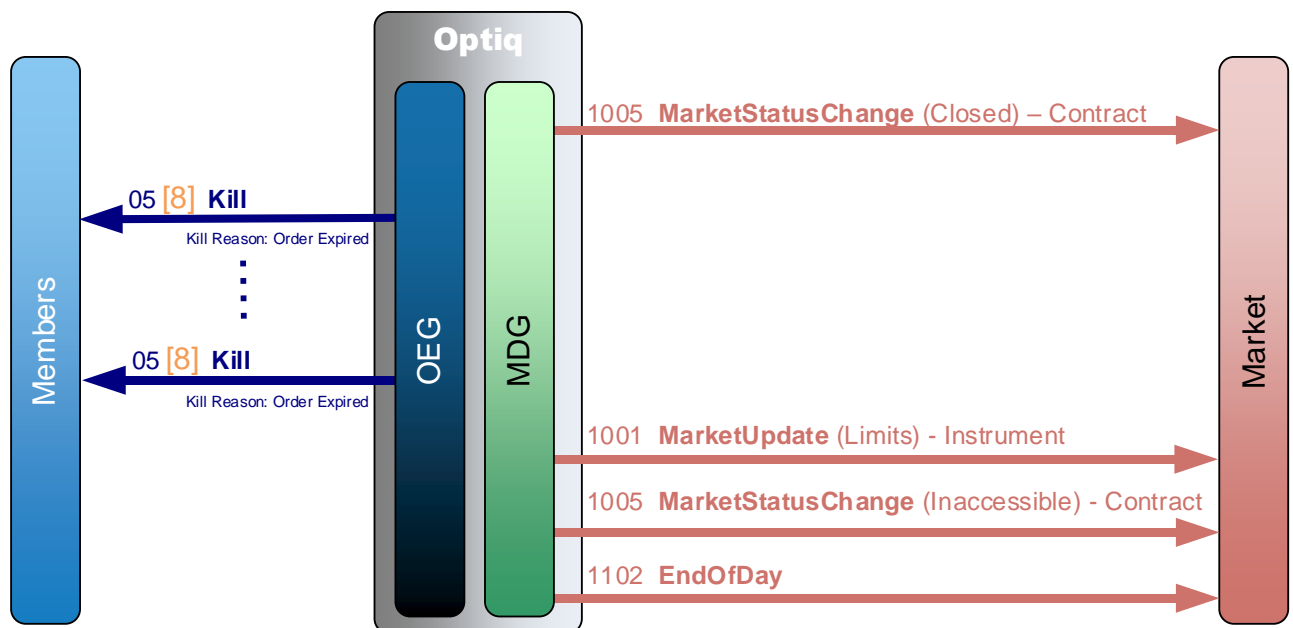 Optiq
1005 MarketStatusChange (Closed) – Contract
05 [8] Kill
Kill Reason: Order Expired
Members
OEG
MDG
Market
05 [8] Kill
Kill Reason: Order Expired
1001 MarketUpdate (Limits) - Instrument
1005 MarketStatusChange (Inaccessible) - Contract
1102 EndOfDay